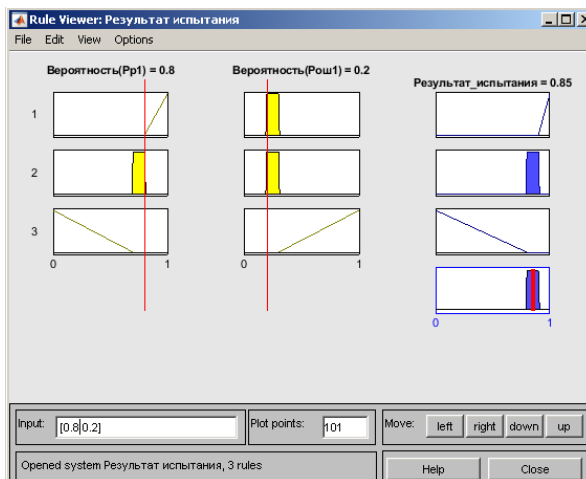 Rule Viewer: Результат испытания
File Edit View Options
Вероятность(Рр1) = 0.8 Вероятность(Рош1) = 0.2 Результат_испытания = 0.85
1
2
3
0 1 0 1
0 1
Input: [0.8 0.2] Plot points: 101 Move: left right down up
Opened system Результат испытания, 3 rules Help Close